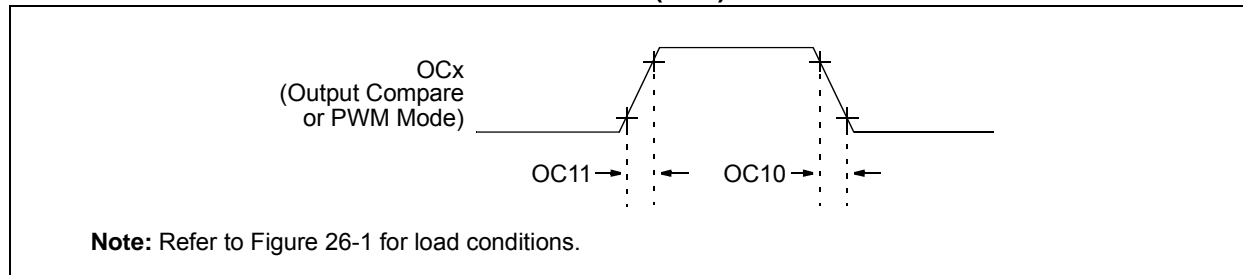 OCx
(Output Compare
or PWM Mode)
OC11 OC10
Note: Refer to Figure 26-1 for load conditions.